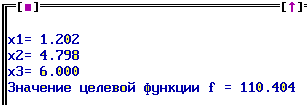 x1= 1.202
x2= 4.798
x3= 6.000
Значение целевой функции f = 110.404